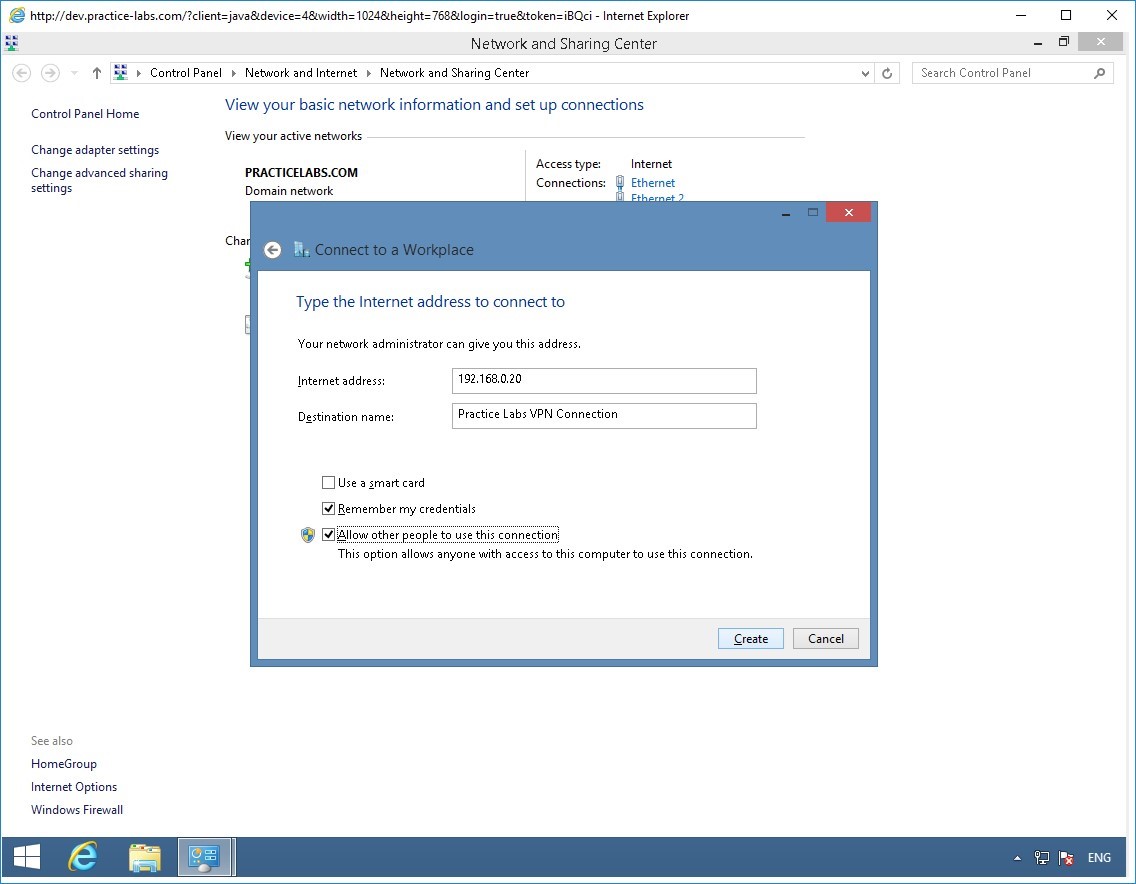 http://dev.practice-labs.com/?client=java&device=4&width=1024&height=768&login=true&token=iBQci - Internet Explorer
Network and Sharing Center
Control Panel Network and Internet Network and Sharing Center
Search Control Panel
Control Panel Home
Change adapter settings
Change advanced sharing
settings
View your basic network information and set up connections
View your active networks
PRACTICELABS.COM
Domain network
Access type: Internet
Connections: Ethernet
Ethernet 2
Connect to a Workplace
Type the Internet address to connect to
Your network administrator can give you this address.
Internet address: 192.168.0.20
Destination name: Practice Labs VPN Connection
Use a smart card
Remember my credentials
Allow other people to use this connection
This option allows anyone with access to this computer to use this connection.
Create Cancel
See also
HomeGroup
Internet Options
Windows Firewall
ENG